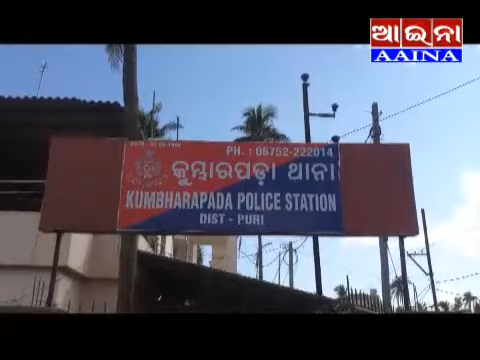 ଆଇନା
AAINA
PH. : 06752-222014
କୁମ୍ଭାରପଡ଼ା ଥାନା
KUMBHARAPADA POLICE STATION
DIST - PURI